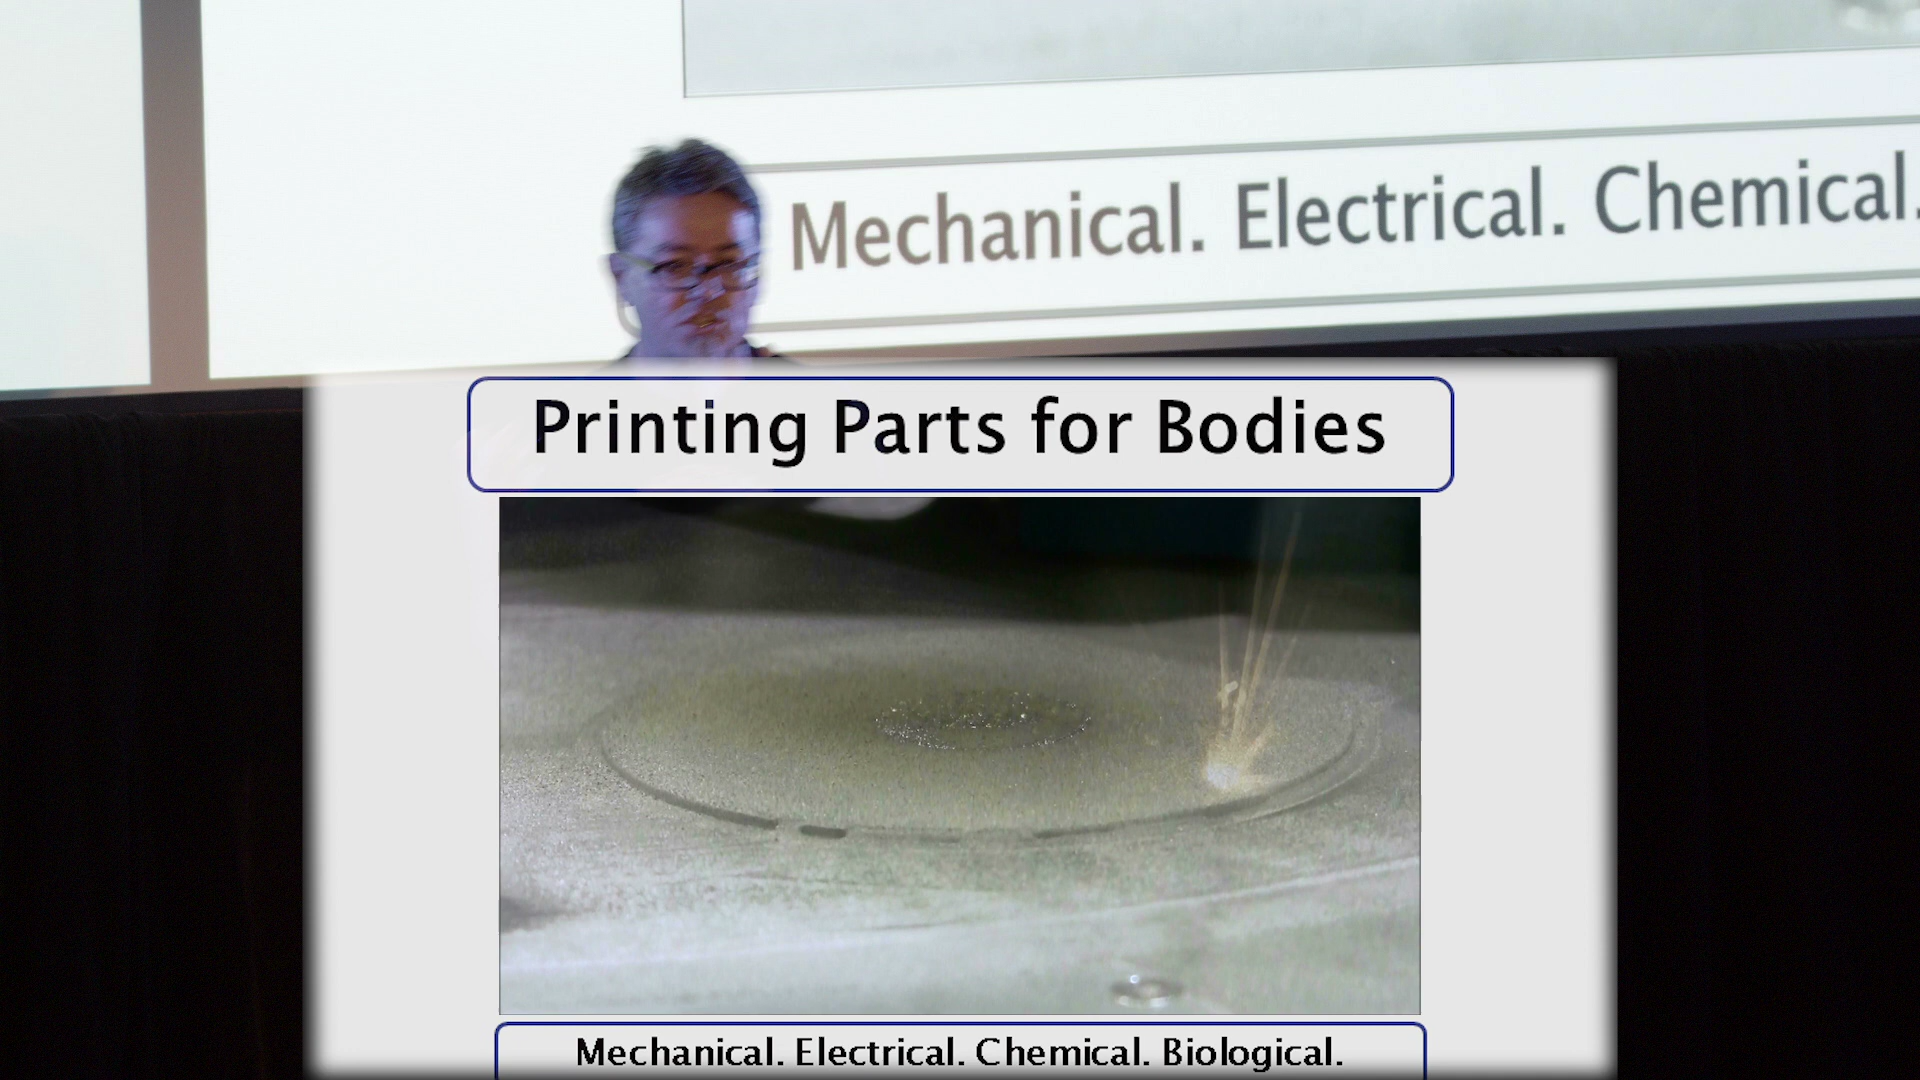 Mechanical. Electrical. Chemical.
Printing Parts for Bodies
Mechanical. Electrical. Chemical. Biological.